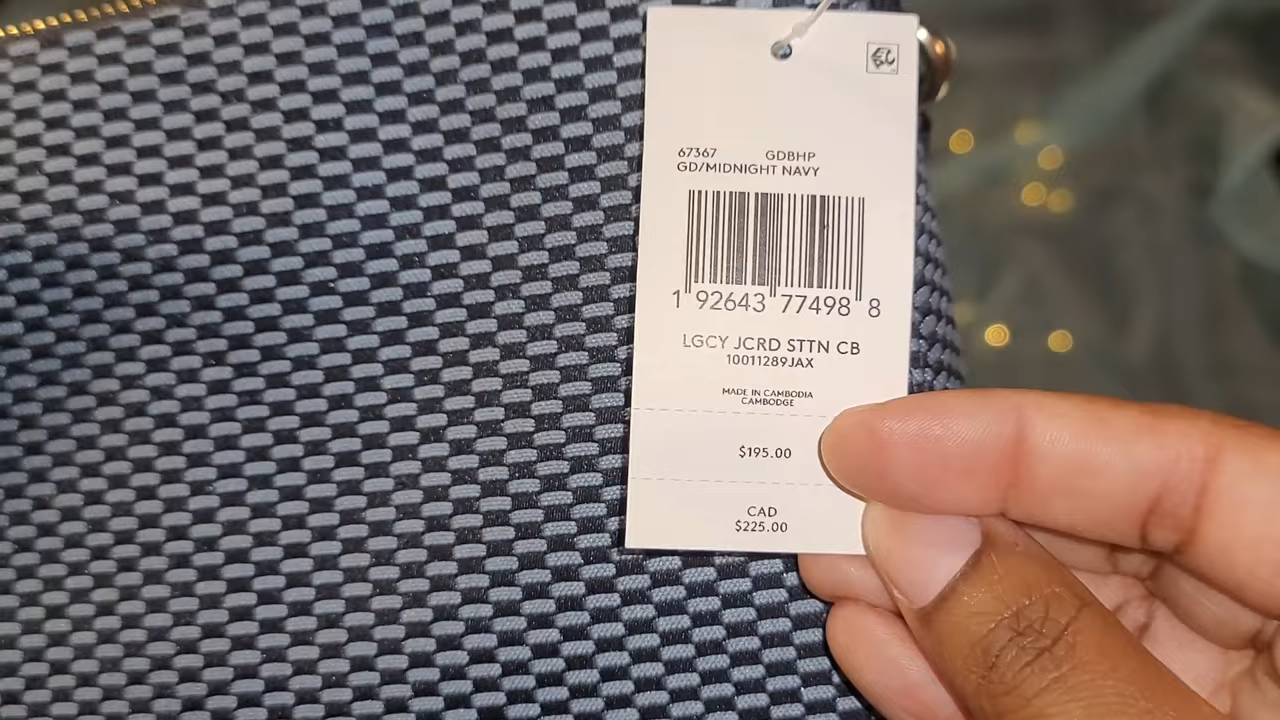 67367 GDBHP
GD/MIDNIGHT NAVY
1 92643 77498 8
LGCY JCRD STTN CB
10011289JAX
MADE IN CAMBODIA
CAMBODGE
$195.00
CAD
$225.00